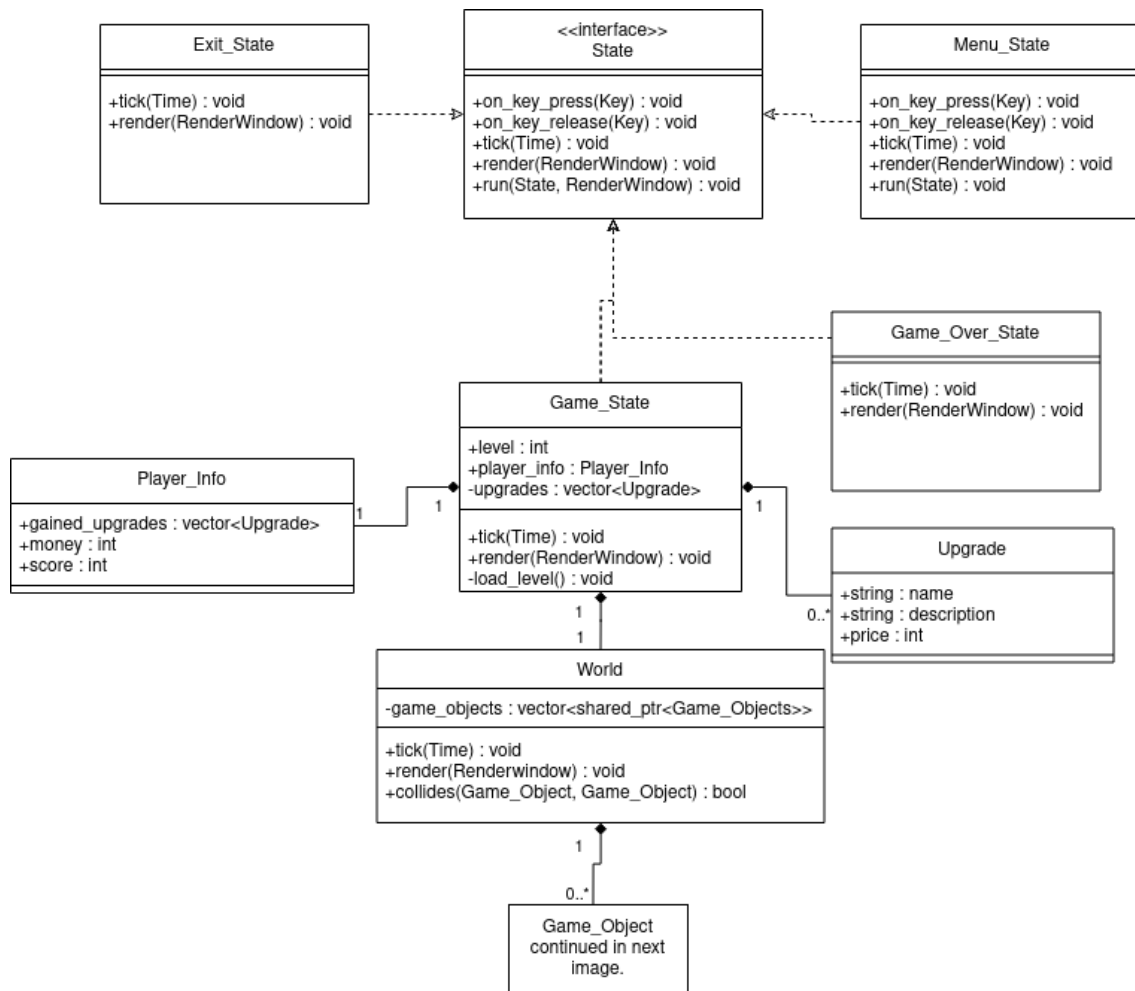 Exit_State
+tick(Time) : void
+render(RenderWindow) : void
<<interface>>
State
+on_key_press(Key) : void
+on_key_release(Key) : void
+tick(Time) : void
+render(RenderWindow) : void
+run(State, RenderWindow) : void
Menu_State
+on_key_press(Key) : void
+on_key_release(Key) : void
+tick(Time) : void
+render(RenderWindow) : void
+run(State) : void
Game_Over_State
+tick(Time) : void
+render(RenderWindow) : void
Game_State
+level : int
+player_info : Player_Info
-upgrades : vector<Upgrade>
+tick(Time) : void
+render(RenderWindow) : void
-load_level() : void
Player_Info
+gained_upgrades : vector<Upgrade>
+money : int
+score : int
1
1
1
0..*
Upgrade
+string : name
+string : description
+price : int
1
1
World
-game_objects : vector<shared_ptr<Game_Objects>>
+tick(Time) : void
+render(Renderwindow) : void
+collides(Game_Object, Game_Object) : bool
1
0..*
Game_Object
continued in next
image.